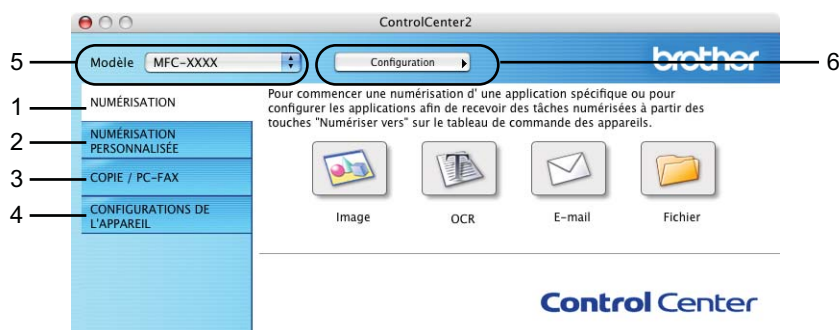 ControlCenter2
5
Modèle MFC-XXXX
Configuration
brother
6
1
NUMÉRISATION
2
NUMÉRISATION
PERSONNALISÉE
3
COPIE / PC-FAX
4
CONFIGURATIONS DE
L'APPAREIL
Pour commencer une numérisation d' une application spécifique ou pour
configurer les applications afin de recevoir des tâches numérisées à partir des
touches "Numériser vers" sur le tableau de commande des appareils.
Image
OCR
E-mail
Fichier
Control Center